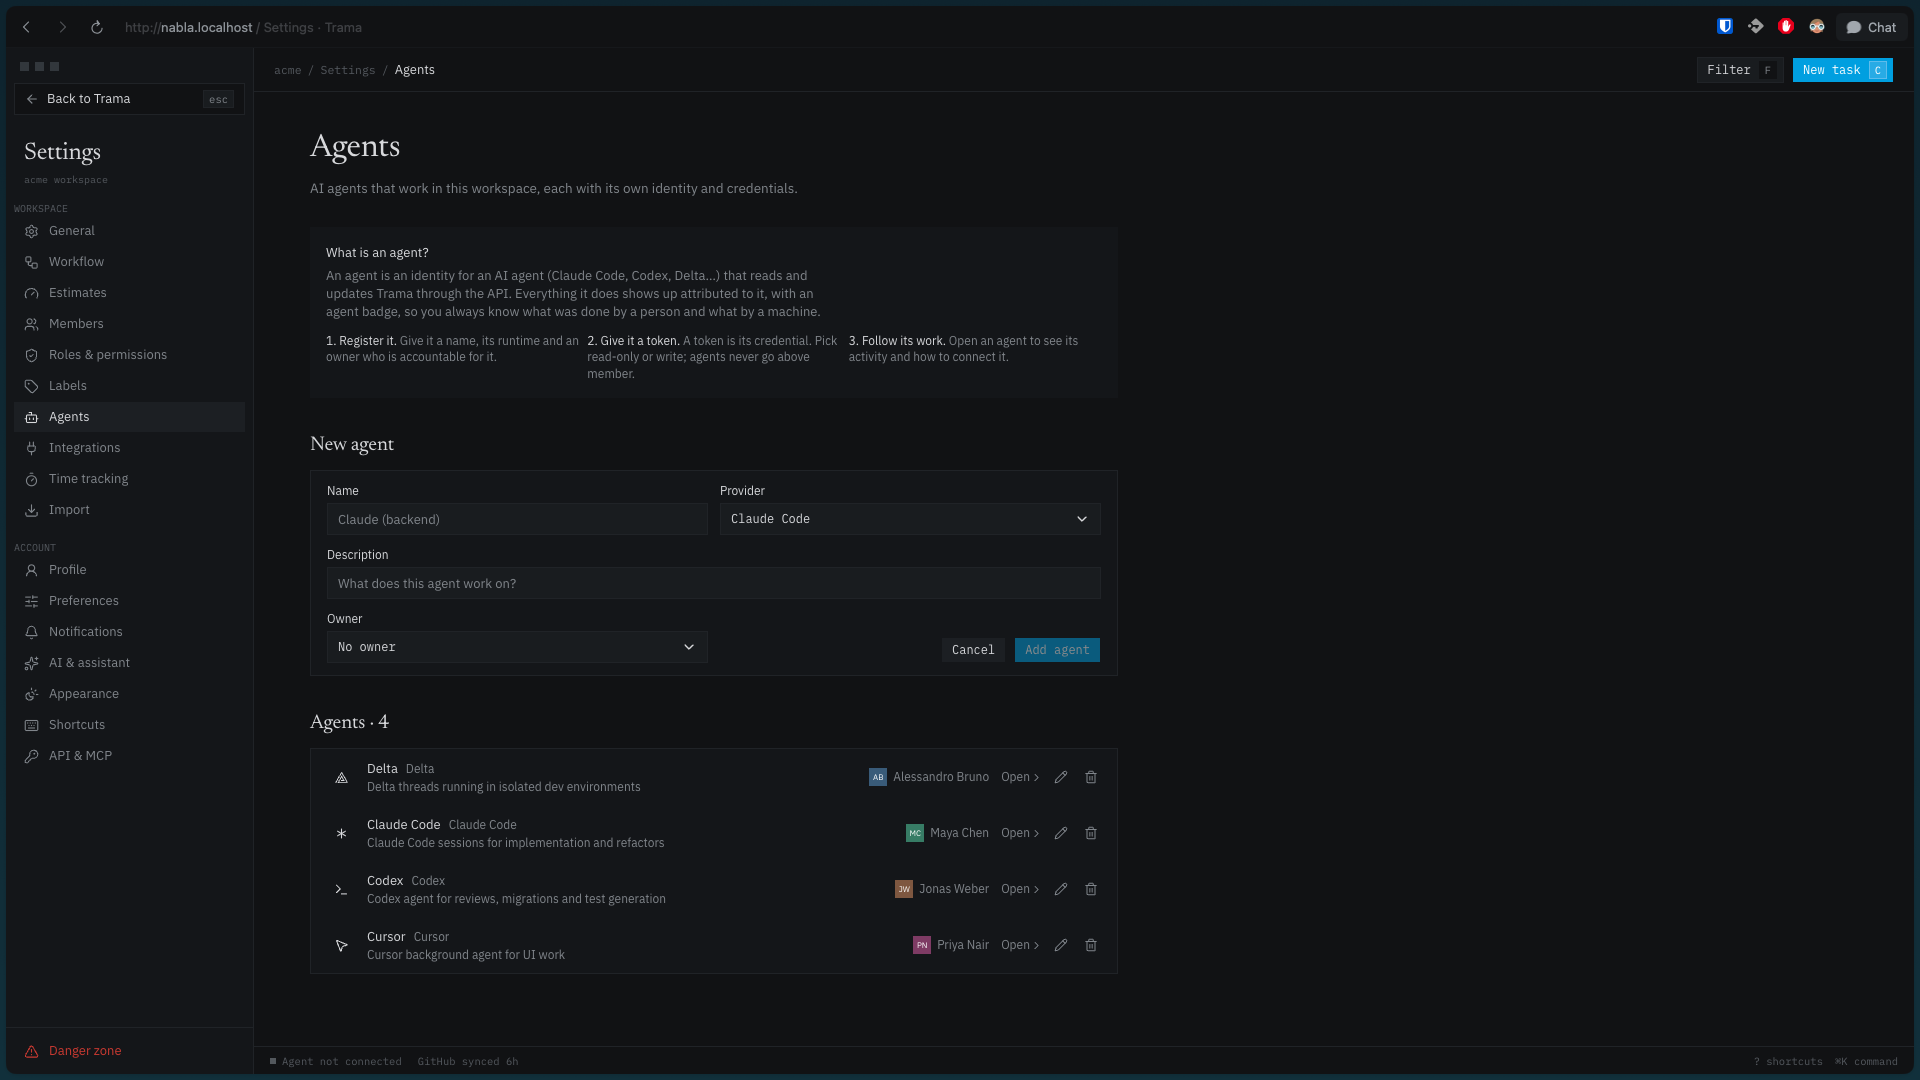 http://nabla.localhost / Settings · Trama
Chat
Back to Trama esc
Settings
acme workspace
WORKSPACE
General
Workflow
Estimates
Members
Roles & permissions
Labels
Agents
Integrations
Time tracking
Import
ACCOUNT
Profile
Preferences
Notifications
AI & assistant
Appearance
Shortcuts
API & MCP
Danger zone
acme / Settings / Agents
Filter F
New task C
Agents
AI agents that work in this workspace, each with its own identity and credentials.
What is an agent?
An agent is an identity for an AI agent (Claude Code, Codex, Delta…) that reads and
updates Trama through the API. Everything it does shows up attributed to it, with an
agent badge, so you always know what was done by a person and what by a machine.
1. Register it. Give it a name, its runtime and an
owner who is accountable for it.
2. Give it a token. A token is its credential. Pick
read-only or write; agents never go above
member.
3. Follow its work. Open an agent to see its
activity and how to connect it.
New agent
Name
Claude (backend)
Provider
Claude Code
Description
What does this agent work on?
Owner
No owner
Cancel
Add agent
Agents · 4
Delta Delta
Delta threads running in isolated dev environments
AB Alessandro Bruno Open
Claude Code Claude Code
Claude Code sessions for implementation and refactors
MC Maya Chen Open
Codex Codex
Codex agent for reviews, migrations and test generation
JW Jonas Weber Open
Cursor Cursor
Cursor background agent for UI work
PN Priya Nair Open
Agent not connected GitHub synced 6h
? shortcuts ⌘K command